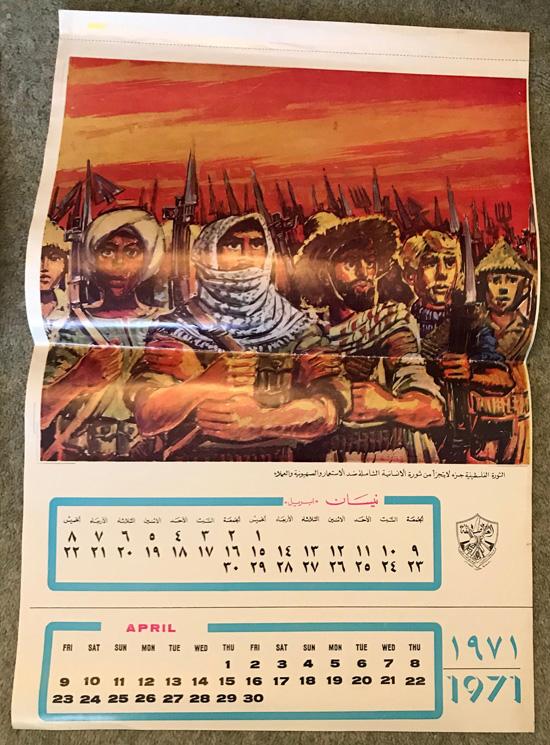 الثورة الفلسطينية جزء لا يتجزأ من ثورة الانسانية الشاملة ضد الاستعمار والصهيونية والعملاء
نيسان «ابريل»
الجمعة السبت الأحد الاثنين الثلاثاء الأربعاء الخميس الجمعة السبت الأحد الاثنين الثلاثاء الأربعاء الخميس
١ ٢ ٣ ٤ ٥ ٦ ٧ ٨
٩ ١٠ ١١ ١٢ ١٣ ١٤ ١٥ ١٦ ١٧ ١٨ ١٩ ٢٠ ٢١ ٢٢
٢٣ ٢٤ ٢٥ ٢٦ ٢٧ ٢٨ ٢٩ ٣٠
APRIL
FRI SAT SUN MON TUE WED THU FRI SAT SUN MON TUE WED THU
1 2 3 4 5 6 7 8
9 10 11 12 13 14 15 16 17 18 19 20 21 22
23 24 25 26 27 28 29 30
١٩٧١
1971